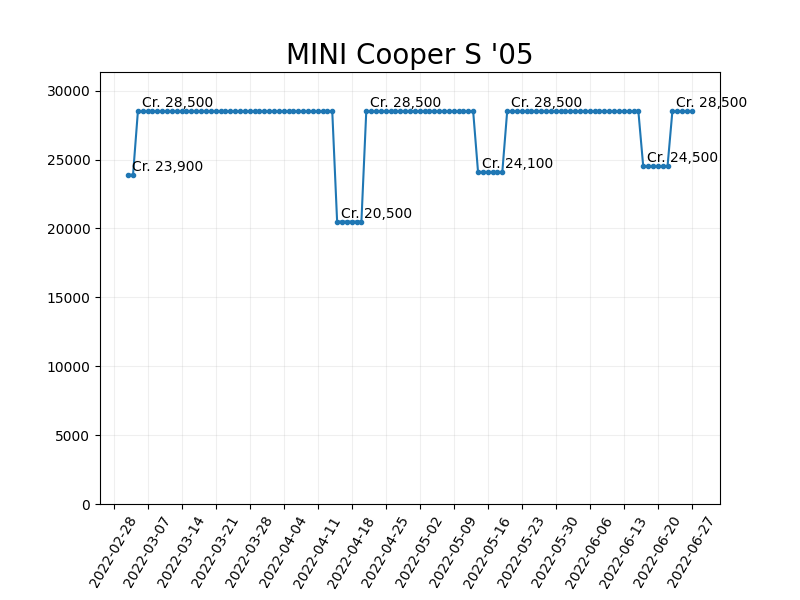 MINI Cooper S '05
30000
25000
20000
15000
10000
5000
0
Cr. 23,900
Cr. 28,500
Cr. 20,500
Cr. 28,500
Cr. 24,100
Cr. 28,500
Cr. 24,500
Cr. 28,500
2022-02-28
2022-03-07
2022-03-14
2022-03-21
2022-03-28
2022-04-04
2022-04-11
2022-04-18
2022-04-25
2022-05-02
2022-05-09
2022-05-16
2022-05-23
2022-05-30
2022-06-06
2022-06-13
2022-06-20
2022-06-27